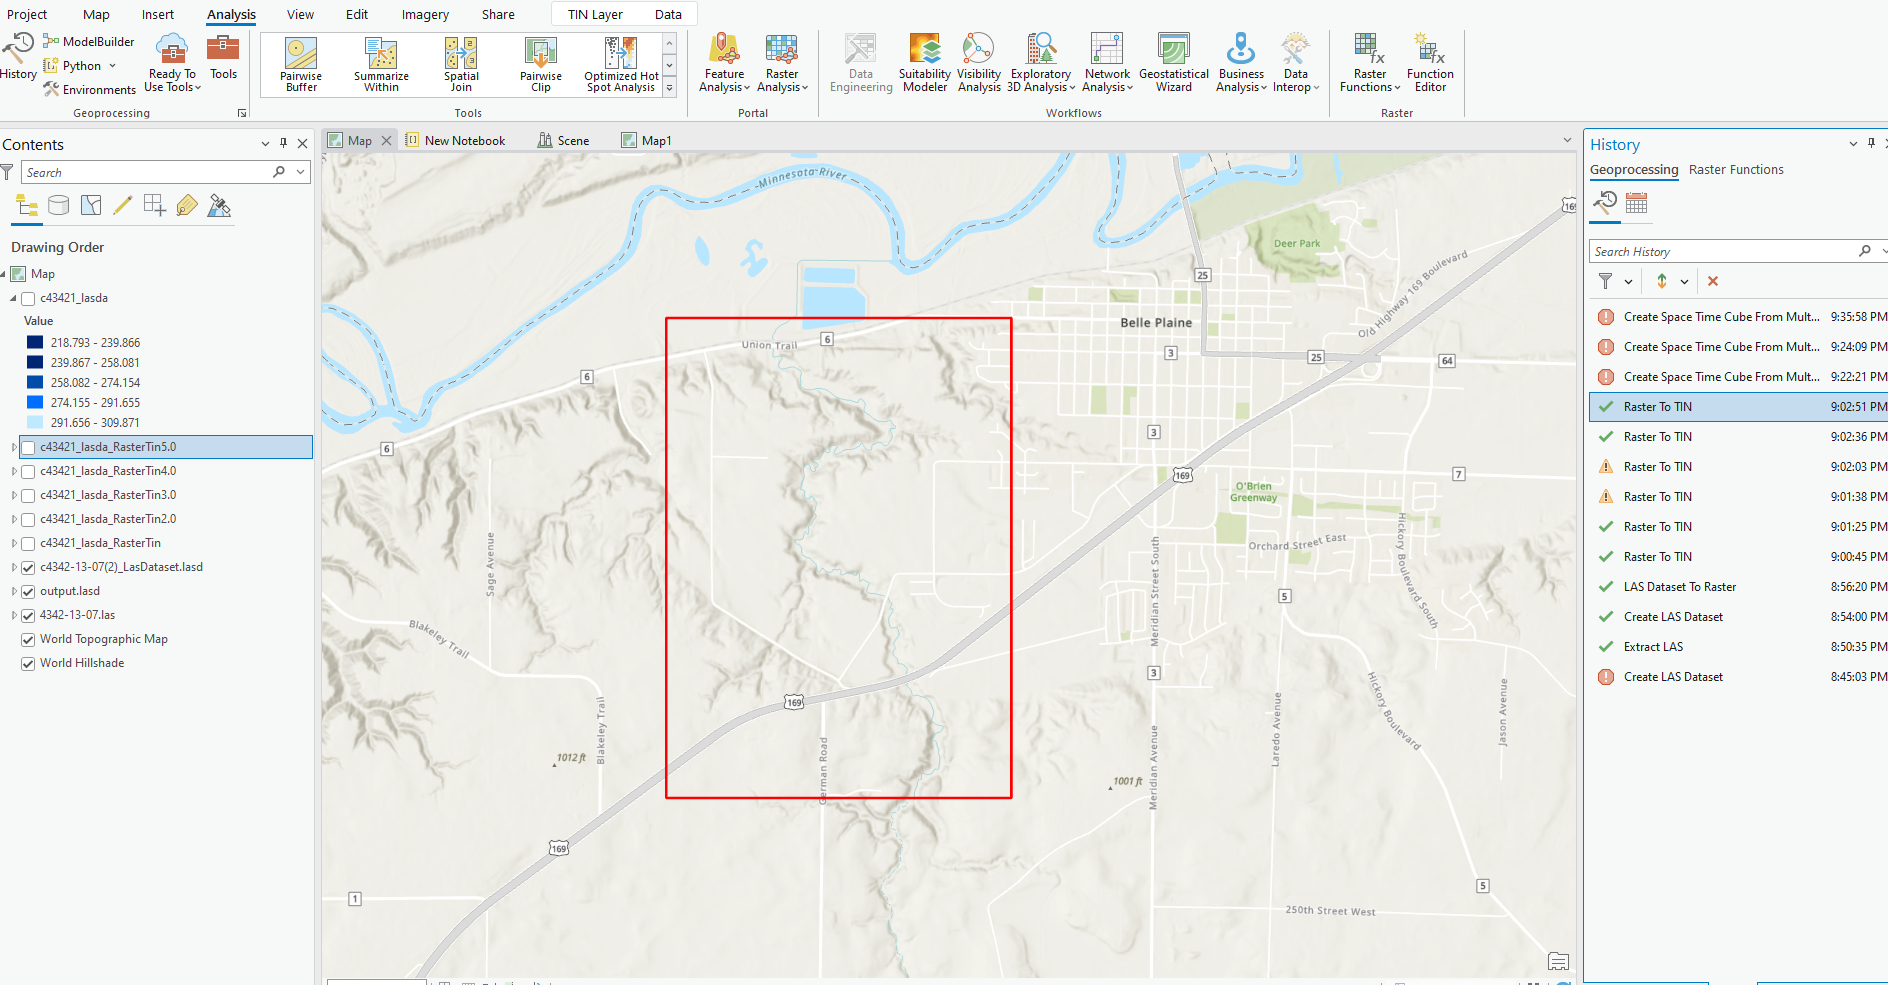 Project Map Insert Analysis View Edit Imagery Share TIN Layer Data
History
ModelBuilder
Python
Environments
Ready To
Use Tools
Tools
Geoprocessing
Pairwise
Buffer
Summarize
Within
Spatial
Join
Pairwise
Clip
Optimized Hot
Spot Analysis
Tools
Feature
Analysis
Raster
Analysis
Portal
Data
Engineering
Suitability
Modeler
Visibility
Analysis
Exploratory
3D Analysis
Network
Analysis
Geostatistical
Wizard
Business
Analysis
Data
Interop
Workflows
Raster
Functions
Function
Editor
Raster
Contents
Search
Drawing Order
Map
c43421_lasda
Value
218.793 - 239.866
239.867 - 258.081
258.082 - 274.154
274.155 - 291.655
291.656 - 309.871
c43421_lasda_RasterTin5.0
c43421_lasda_RasterTin4.0
c43421_lasda_RasterTin3.0
c43421_lasda_RasterTin2.0
c43421_lasda_RasterTin
c4342-13-07(2)_LasDataset.lasd
output.lasd
4342-13-07.las
World Topographic Map
World Hillshade
Map New Notebook Scene Map1
Minnesota River
169
Deer Park
25
Old Highway 169 Boulevard
Belle Plaine
Union Trail
6
3
25
64
6
3
6
169
7
O'Brien
Greenway
Sage Avenue
Orchard Street East
Hickory Boulevard South
Meridian Street South
5
Blakeley Trail
3
169
Hickory Boulevard
Blakeley Trail
Laredo Avenue
Jason Avenue
1012 ft
German Road
Meridian Avenue
1001 ft
169
1
5
250th Street West
History
Geoprocessing Raster Functions
Search History
Create Space Time Cube From Mult... 9:35:58 PM
Create Space Time Cube From Mult... 9:24:09 PM
Create Space Time Cube From Mult... 9:22:21 PM
Raster To TIN 9:02:51 PM
Raster To TIN 9:02:36 PM
Raster To TIN 9:02:03 PM
Raster To TIN 9:01:38 PM
Raster To TIN 9:01:25 PM
Raster To TIN 9:00:45 PM
LAS Dataset To Raster 8:56:20 PM
Create LAS Dataset 8:54:00 PM
Extract LAS 8:50:35 PM
Create LAS Dataset 8:45:03 PM